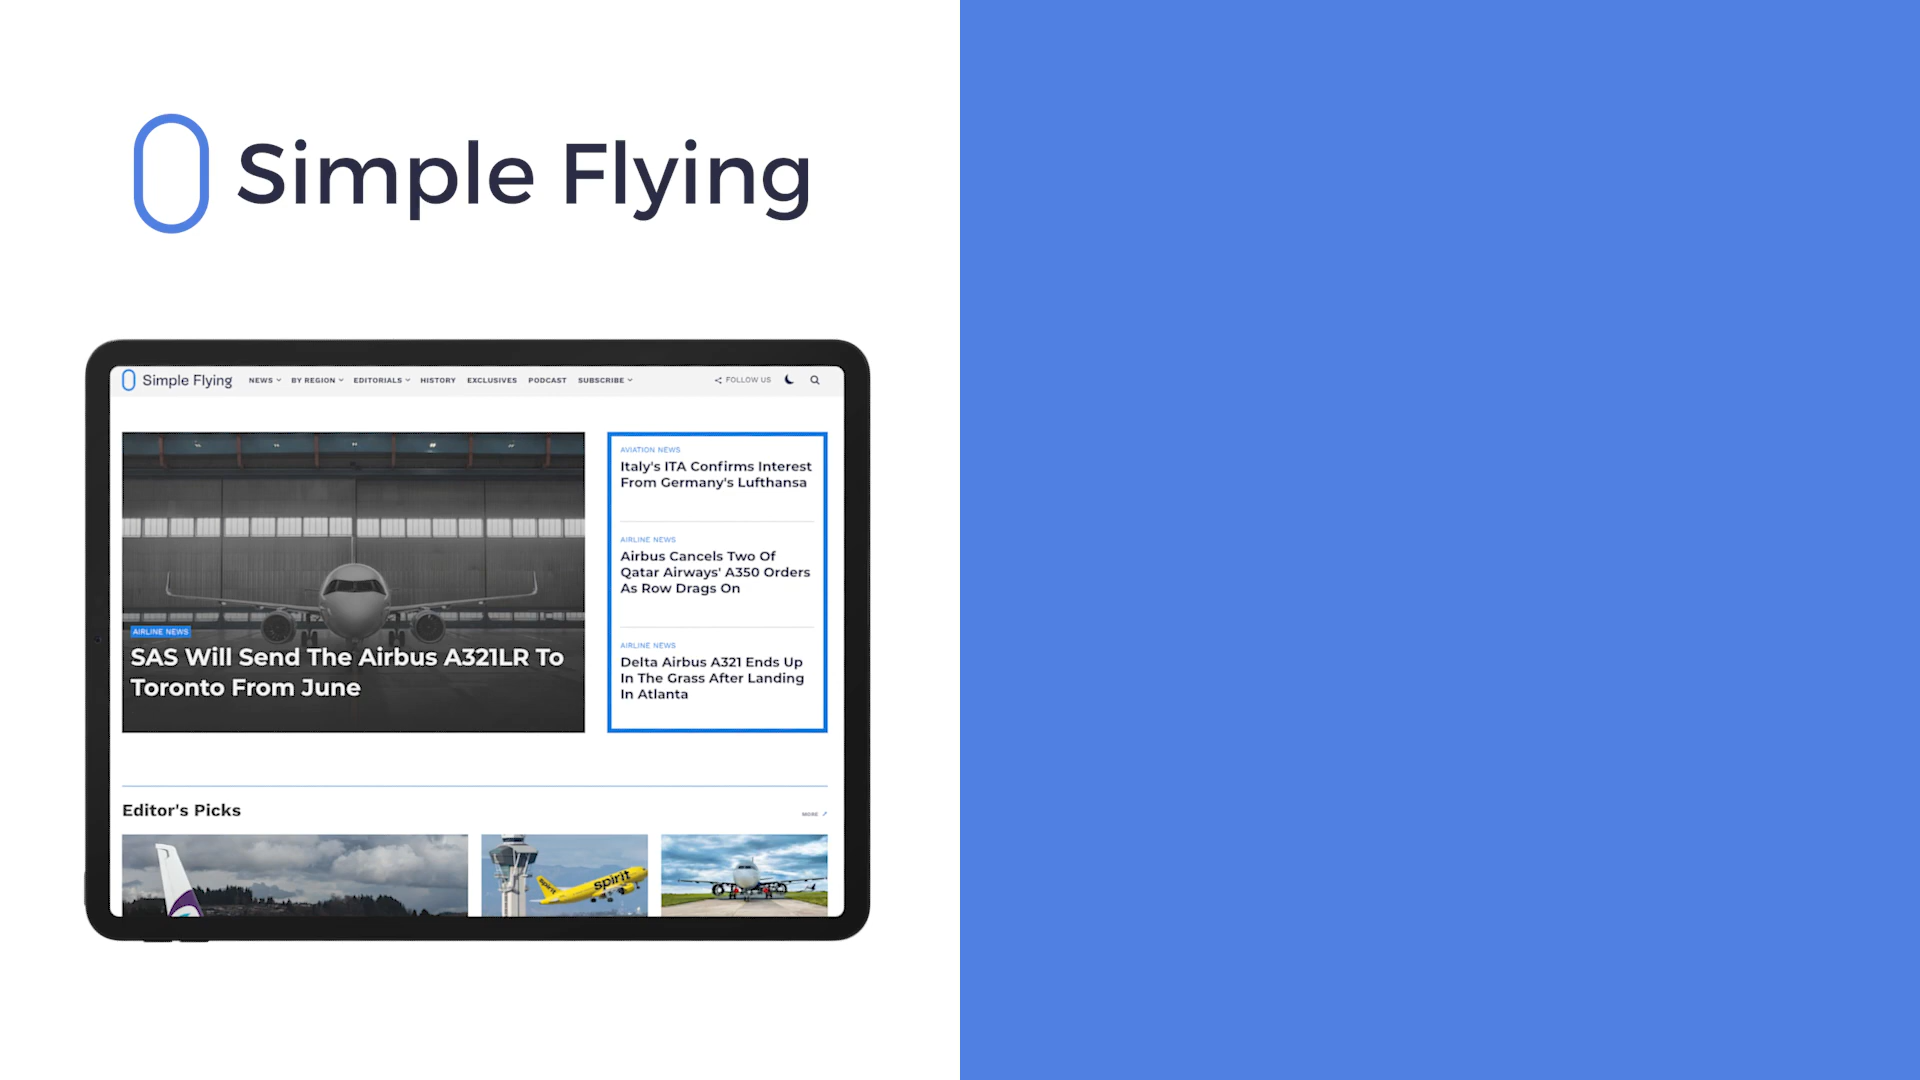 Simple Flying
Simple Flying NEWS BY REGION EDITORIALS HISTORY EXCLUSIVES PODCAST SUBSCRIBE FOLLOW US
AIRLINE NEWS
SAS Will Send The Airbus A321LR To
Toronto From June
AVIATION NEWS
Italy's ITA Confirms Interest
From Germany's Lufthansa
AIRLINE NEWS
Airbus Cancels Two Of
Qatar Airways' A350 Orders
As Row Drags On
AIRLINE NEWS
Delta Airbus A321 Ends Up
In The Grass After Landing
In Atlanta
Editor's Picks
MORE
spirit
spirit